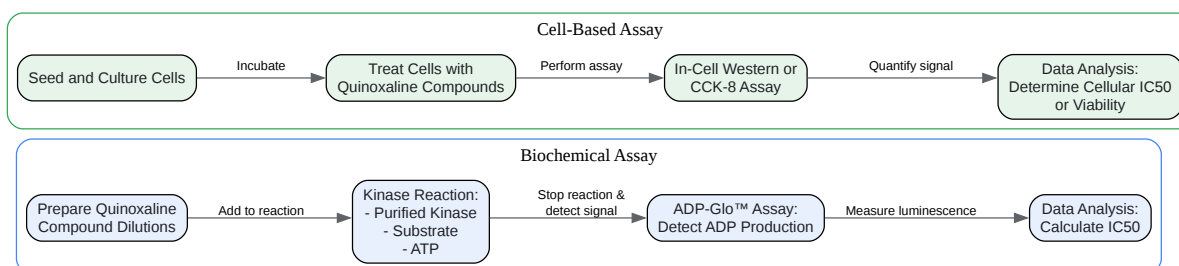 Cell-Based Assay
Seed and Culture Cells
Incubate
Treat Cells with
Quinoxaline Compounds
Perform assay
In-Cell Western or
CCK-8 Assay
Quantify signal
Data Analysis:
Determine Cellular IC50
or Viability
Biochemical Assay
Prepare Quinoxaline
Compound Dilutions
Add to reaction
Kinase Reaction:
- Purified Kinase
- Substrate
- ATP
Stop reaction &
detect signal
ADP-Glo™ Assay:
Detect ADP Production
Measure luminescence
Data Analysis:
Calculate IC50